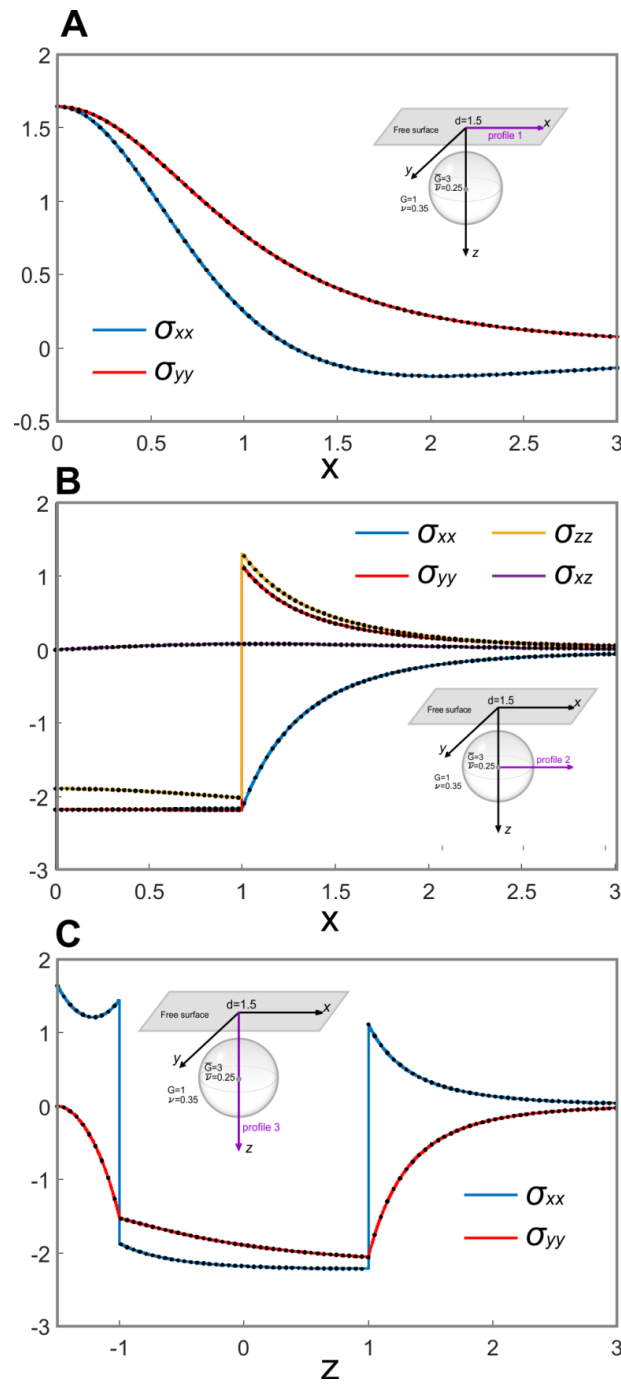 A
2
1.5
1
0.5
0
-0.5
0 0.5 1 1.5 2 2.5 3
X
σxx
σyy
d=1.5
Free surface
x
profile 1
y
G̅=3
ν̅=0.25
G=1
ν=0.35
z
B
2
1
0
-1
-2
-3
0 0.5 1 1.5 2 2.5 3
X
σxx σzz
σyy σxz
d=1.5
Free surface
x
y
G̅=3
ν̅=0.25
profile 2
G=1
ν=0.35
z
C
2
1
0
-1
-2
-3
-1 0 1 2 3
Z
d=1.5
Free surface
x
y
G̅=3
ν̅=0.25
G=1
ν=0.35
profile 3
z
σxx
σyy